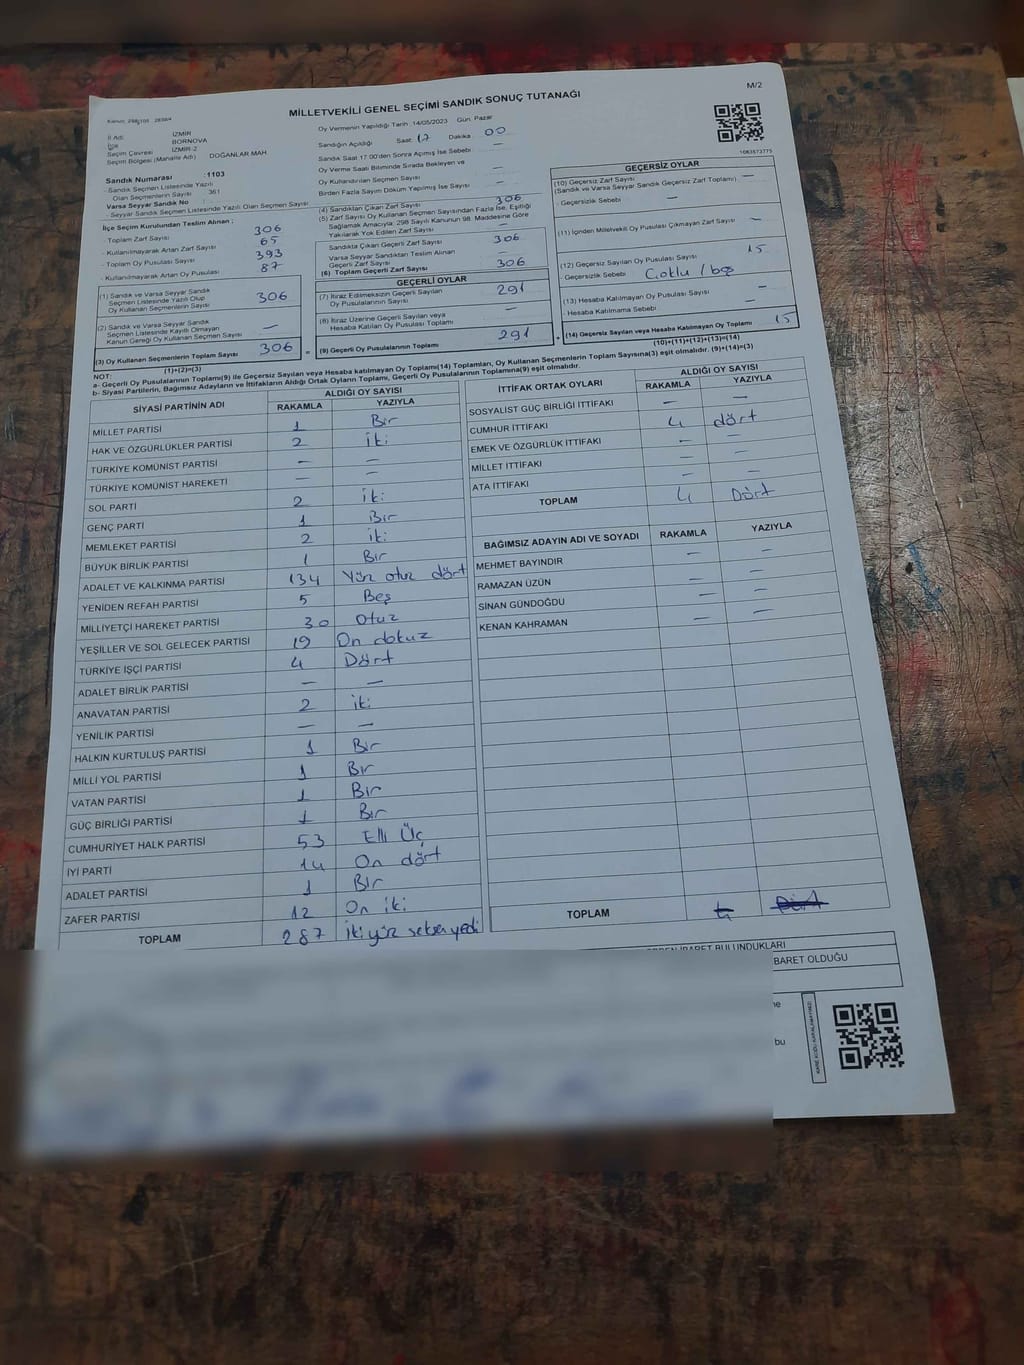 M/2
MİLLETVEKİLİ GENEL SEÇİMİ SANDIK SONUÇ TUTANAĞI
İl Adı İZMİR
İlçe BORNOVA
Seçim Çevresi İZMİR-2
Seçim Bölgesi (Mahalle Adı) DOĞANLAR MAH.
Sandık Numarası :1103
- Sandık Seçmen Listesinde Yazılı
Olan Seçmenlerin Sayısı 361
Varsa Seyyar Sandık No
- Seyyar Sandık Seçmen Listesinde Yazılı Olan Seçmen Sayısı
Oy Vermenin Yapıldığı Tarih :14/05/2023 Gün: Pazar
Sandığın Açıldığı Saat: 17 Dakika: 00
Sandık Saat 17:00'den Sonra Açılmış İse Sebebi —
Oy Verme Saati Bitiminde Sırada Bekleyen ve
Oy Kullandırılan Seçmen Sayısı —
Birden Fazla Sayım Döküm Yapılmış İse Sayısı —
İlçe Seçim Kurulundan Teslim Alınan ;
- Toplam Zarf Sayısı 306
- Kullanılmayarak Artan Zarf Sayısı 65
- Toplam Oy Pusulası Sayısı 393
- Kullanılmayarak Artan Oy Pusulası 87
(1) Sandık ve Varsa Seyyar Sandık
Seçmen Listesinde Yazılı Olup
Oy Kullanan Seçmenlerin Sayısı 306
(2) Sandık ve Varsa Seyyar
Sandık Seçmen Listesinde Kayıtlı Olmayan
Kanun Gereği Oy Kullanan Seçmen Sayısı —
(3) Oy Kullanan Seçmenlerin Toplam Sayısı 306
(1)+(2)=(3)
(4) Sandıktan Çıkan Zarf Sayısı 306
(5) Zarf Sayısı Oy Kullanan Seçmen Sayısından Fazla İse, Eşitliği
Sağlamak Amacıyla; 298 Sayılı Kanunun 98. Maddesine Göre
Yakılarak Yok Edilen Zarf Sayısı —
Sandıkta Çıkan Geçerli Zarf Sayısı 306
Varsa Seyyar Sandıktan Teslim Alınan
Geçerli Zarf Sayısı —
(6) Toplam Geçerli Zarf Sayısı 306
GEÇERLİ OYLAR
(7) İtiraz Edilmeksizin Geçerli Sayılan
Oy Pusulalarının Sayısı 291
(8) İtiraz Üzerine Geçerli Sayılan veya
Hesaba Katılan Oy Pusulası Toplamı —
(9) Geçerli Oy Pusulalarının Toplamı 291
1083573775
GEÇERSİZ OYLAR
(10) Geçersiz Zarf Sayısı
(Sandık ve Varsa Seyyar Sandık Geçersiz Zarf Toplamı) —
- Geçersizlik Sebebi —
(11) İçinden Milletvekili Oy Pusulası Çıkmayan Zarf Sayısı —
(12) Geçersiz Sayılan Oy Pusulası Sayısı 15
- Geçersizlik Sebebi Çoklu / boş
(13) Hesaba Katılmayan Oy Pusulası Sayısı —
- Hesaba Katılmama Sebebi —
(14) Geçersiz Sayılan veya Hesaba Katılmayan Oy Toplamı 15
(10)+(11)+(12)+(13)=(14)
NOT:
a- Geçerli Oy Pusulalarının Toplamı(9) ile Geçersiz Sayılan veya Hesaba katılmayan Oy Toplamı(14) Toplamları, Oy Kullanan Seçmenlerin Toplam Sayısına(3) eşit olmalıdır. (9)+(14)=(3)
b- Siyasi Partilerin, Bağımsız Adayların ve İttifakların Aldığı Ortak Oyların Toplamı, Geçerli Oy Pusulalarının Toplamına(9) eşit olmalıdır.
SİYASİ PARTİNİN ADI ALDIĞI OY SAYISI
RAKAMLA YAZIYLA
MİLLET PARTİSİ 1 Bir
HAK VE ÖZGÜRLÜKLER PARTİSİ 2 iki
TÜRKİYE KOMÜNİST PARTİSİ — —
TÜRKİYE KOMÜNİST HAREKETİ — —
SOL PARTİ 2 iki
GENÇ PARTİ 1 Bir
MEMLEKET PARTİSİ 2 iki
BÜYÜK BİRLİK PARTİSİ 1 Bir
ADALET VE KALKINMA PARTİSİ 134 Yüz otuz dört
YENİDEN REFAH PARTİSİ 5 Beş
MİLLİYETÇİ HAREKET PARTİSİ 30 Otuz
YEŞİLLER VE SOL GELECEK PARTİSİ 19 On dokuz
TÜRKİYE İŞÇİ PARTİSİ 4 Dört
ADALET BİRLİK PARTİSİ — —
ANAVATAN PARTİSİ 2 iki
YENİLİK PARTİSİ — —
HALKIN KURTULUŞ PARTİSİ 1 Bir
MİLLİ YOL PARTİSİ 1 Bir
VATAN PARTİSİ 1 Bir
GÜÇ BİRLİĞİ PARTİSİ 1 Bir
CUMHURİYET HALK PARTİSİ 53 Elli Üç
İYİ PARTİ 14 On dört
ADALET PARTİSİ 1 Bir
ZAFER PARTİSİ 12 On iki
TOPLAM 287 iki yüz seksen yedi
İTTİFAK ORTAK OYLARI ALDIĞI OY SAYISI
RAKAMLA YAZIYLA
SOSYALİST GÜÇ BİRLİĞİ İTTİFAKI — —
CUMHUR İTTİFAKI 4 dört
EMEK VE ÖZGÜRLÜK İTTİFAKI — —
MİLLET İTTİFAKI — —
ATA İTTİFAKI — —
TOPLAM 4 Dört
BAĞIMSIZ ADAYIN ADI VE SOYADI RAKAMLA YAZIYLA
MEHMET BAYINDIR — —
RAMAZAN ÜZÜN — —
SİNAN GÜNDOĞDU — —
KENAN KAHRAMAN — —
TOPLAM 4 Dört
İBARET BULUNDUKLARI
BARET OLDUĞU
bu